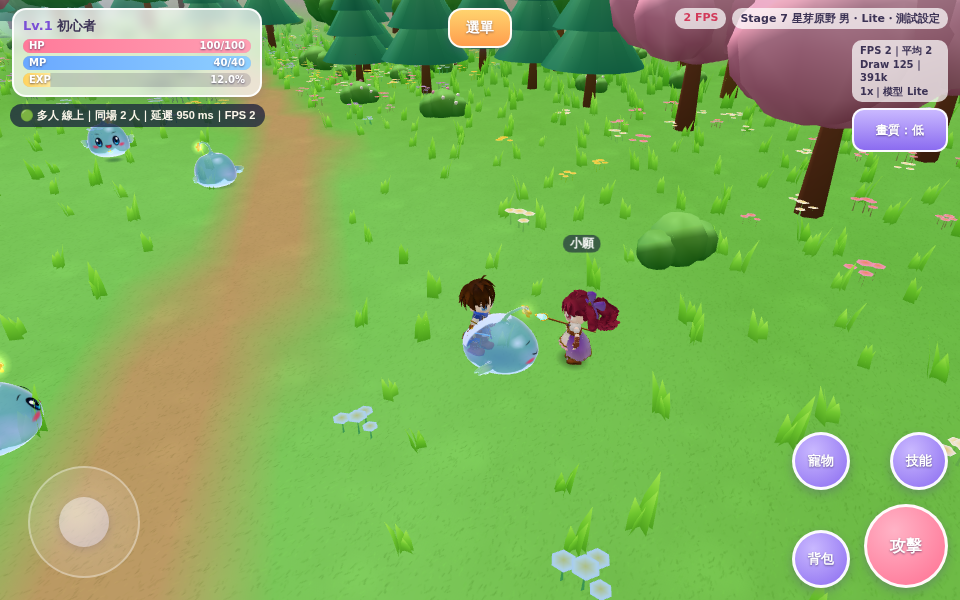 Lv.1 初心者
HP 100/100
MP 40/40
EXP 12.0%
🟢 多人 線上｜同場 2 人｜延遲 950 ms｜FPS 2
選單
2 FPS
Stage 7 星芽原野 男・Lite・測試設定
FPS 2｜平均 2
Draw 125｜
391k
1x｜模型 Lite
畫質：低
小願
寵物
技能
攻擊
背包